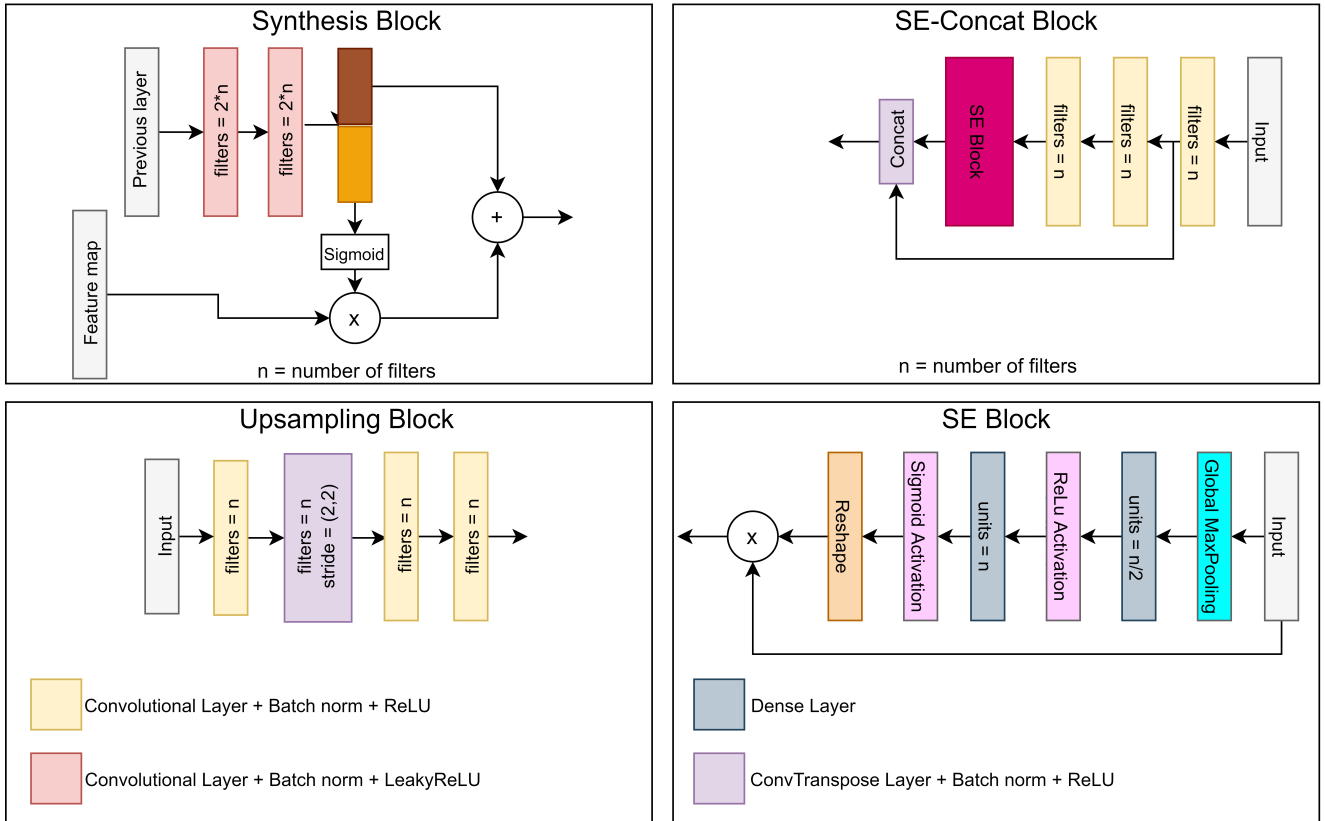 Synthesis Block
Previous layer
filters = 2*n
filters = 2*n
Sigmoid
+
Feature map
x
n = number of filters
SE-Concat Block
Concat
SE Block
filters = n
filters = n
filters = n
Input
n = number of filters
Upsampling Block
Input
filters = n
filters = n
stride = (2,2)
filters = n
filters = n
Convolutional Layer + Batch norm + ReLU
Convolutional Layer + Batch norm + LeakyReLU
SE Block
x
Reshape
Sigmoid Activation
units = n
ReLu Activation
units = n/2
Global MaxPooling
Input
Dense Layer
ConvTranspose Layer + Batch norm + ReLU